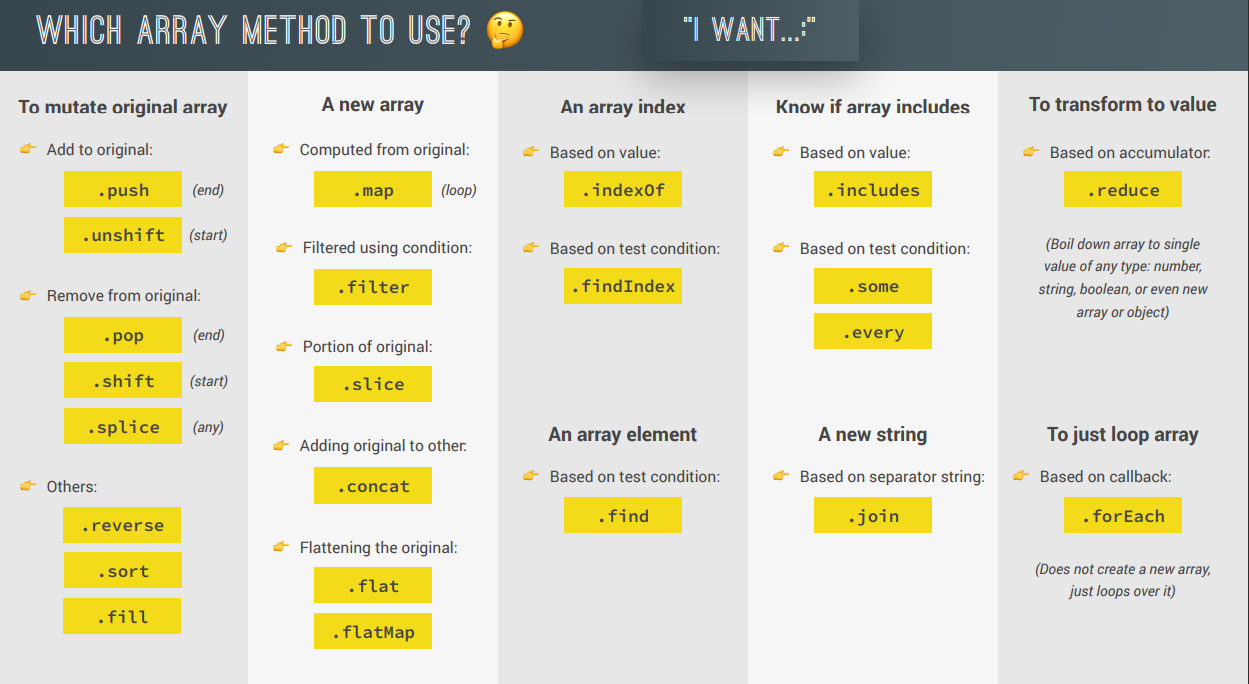 WHICH ARRAY METHOD TO USE? 🤔
"I WANT...:"
To mutate original array
👉 Add to original:
.push (end)
.unshift (start)
👉 Remove from original:
.pop (end)
.shift (start)
.splice (any)
👉 Others:
.reverse
.sort
.fill
A new array
👉 Computed from original:
.map (loop)
👉 Filtered using condition:
.filter
👉 Portion of original:
.slice
👉 Adding original to other:
.concat
👉 Flattening the original:
.flat
.flatMap
An array index
👉 Based on value:
.indexOf
👉 Based on test condition:
.findIndex
An array element
👉 Based on test condition:
.find
Know if array includes
👉 Based on value:
.includes
👉 Based on test condition:
.some
.every
A new string
👉 Based on separator string:
.join
To transform to value
👉 Based on accumulator:
.reduce
(Boil down array to single
value of any type: number,
string, boolean, or even new
array or object)
To just loop array
👉 Based on callback:
.forEach
(Does not create a new array,
just loops over it)